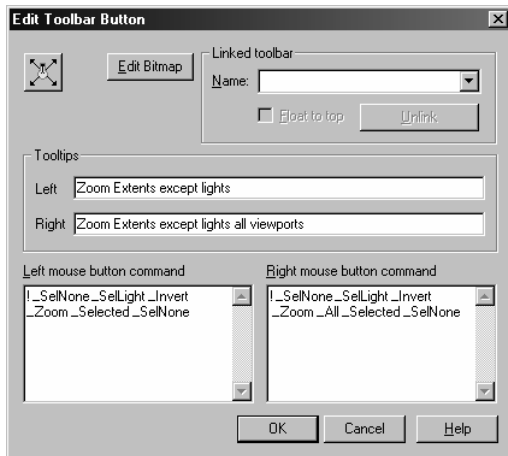 Edit Toolbar Button
Edit Bitmap
Linked toolbar
Name:
Float to top
Unlink
Tooltips
Left Zoom Extents except lights
Right Zoom Extents except lights all viewports
Left mouse button command
! _SelNone _SelLight _Invert
_Zoom _Selected _SelNone
Right mouse button command
! _SelNone _SelLight _Invert
_Zoom _All _Selected _SelNone
OK Cancel Help